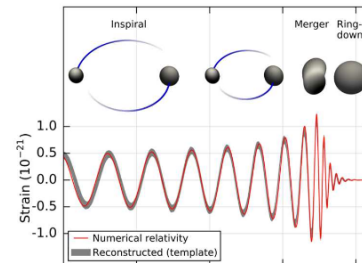 Inspiral
Merger
Ring-
down
Strain (10⁻²¹)
1.0
0.5
0.0
-0.5
-1.0
Numerical relativity
Reconstructed (template)